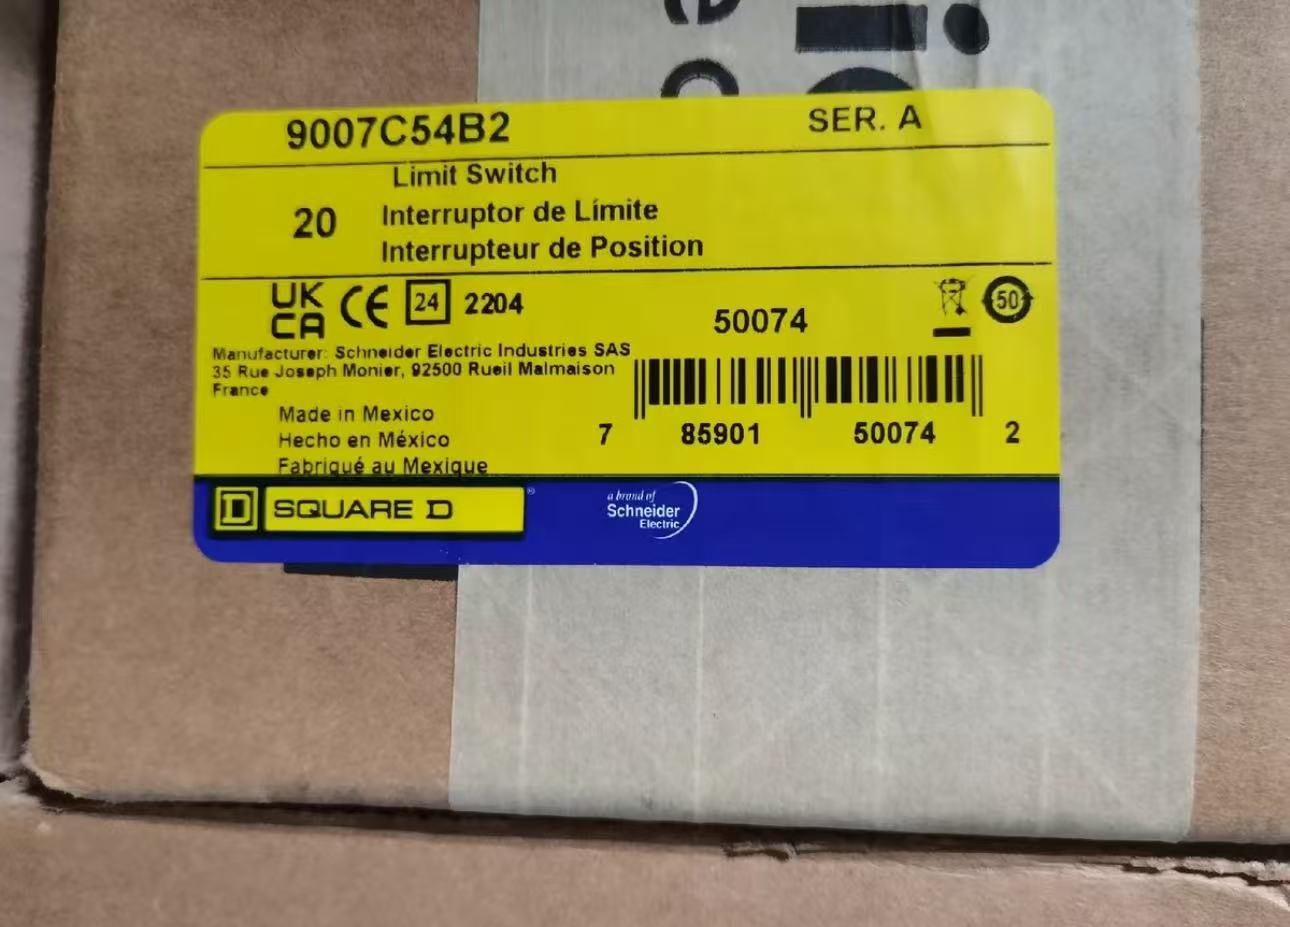 9007C54B2 SER. A
Limit Switch
20 Interruptor de Límite
Interrupteur de Position
UK CA CE 24 2204
50074
50
Manufacturer: Schneider Electric Industries SAS
35 Rue Joseph Monier, 92500 Rueil Malmaison
France
Made in Mexico
Hecho en México
Fabriqué au Mexique
7 85901 50074 2
D SQUARE D ®
a brand of
Schneider
Electric